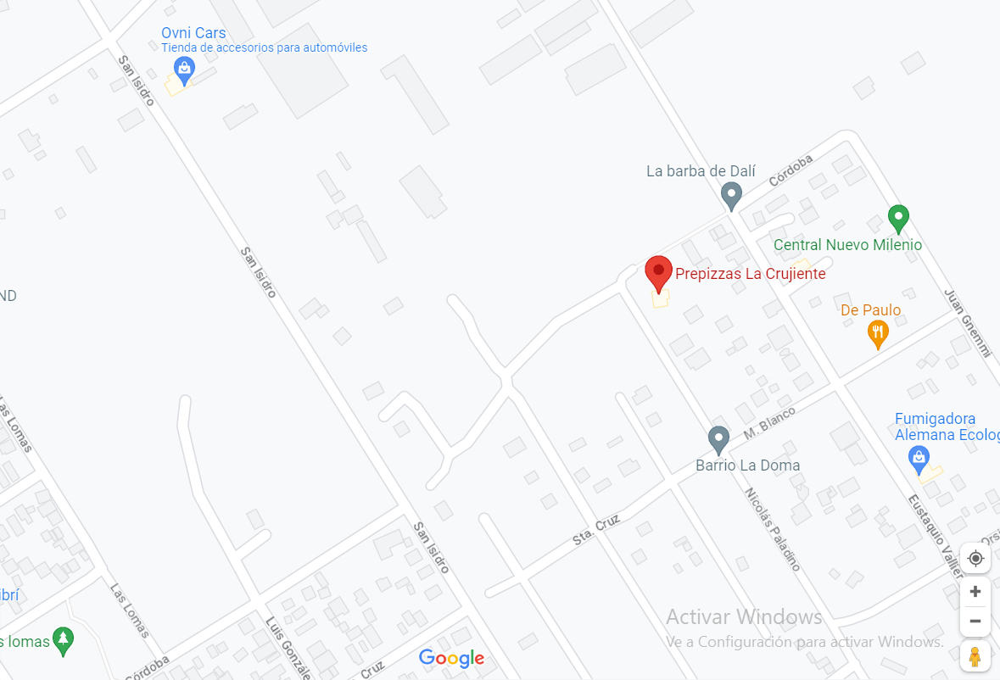 Ovni Cars
Tienda de accesorios para automóviles
San Isidro
La barba de Dalí
Córdoba
Central Nuevo Milenio
San Isidro
Prepizzas La Crujiente
ND
De Paulo
Juan Gnemmi
Las Lomas
M. Blanco
Fumigadora
Alemana Ecolog
Barrio La Doma
Nicolás Paladino
Eustaquio Vallier
Sta. Cruz
San Isidro
Orsi
Las Lomas
ibrí
s lomas
Luis Gonzále
Córdoba
Cruz
Google
Activar Windows
Ve a Configuración para activar Windows.